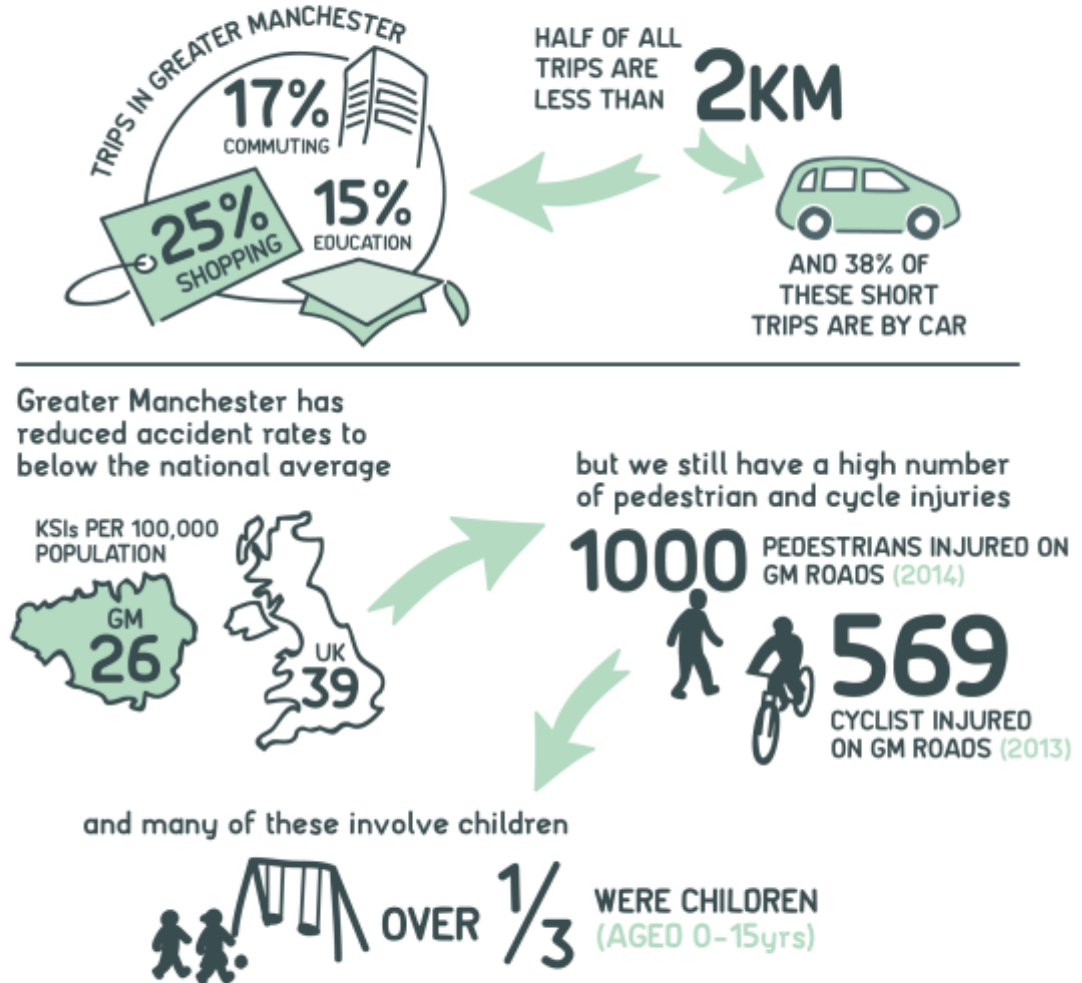 TRIPS IN GREATER MANCHESTER
17%
COMMUTING
15%
EDUCATION
25%
SHOPPING
HALF OF ALL
TRIPS ARE
LESS THAN
2KM
AND 38% OF
THESE SHORT
TRIPS ARE BY CAR
Greater Manchester has
reduced accident rates to
below the national average
KSIs PER 100,000
POPULATION
GM
26
UK
39
but we still have a high number
of pedestrian and cycle injuries
1000
PEDESTRIANS INJURED ON
GM ROADS (2014)
569
CYCLIST INJURED
ON GM ROADS (2013)
and many of these involve children
OVER 1/3
WERE CHILDREN
(AGED 0-15yrs)